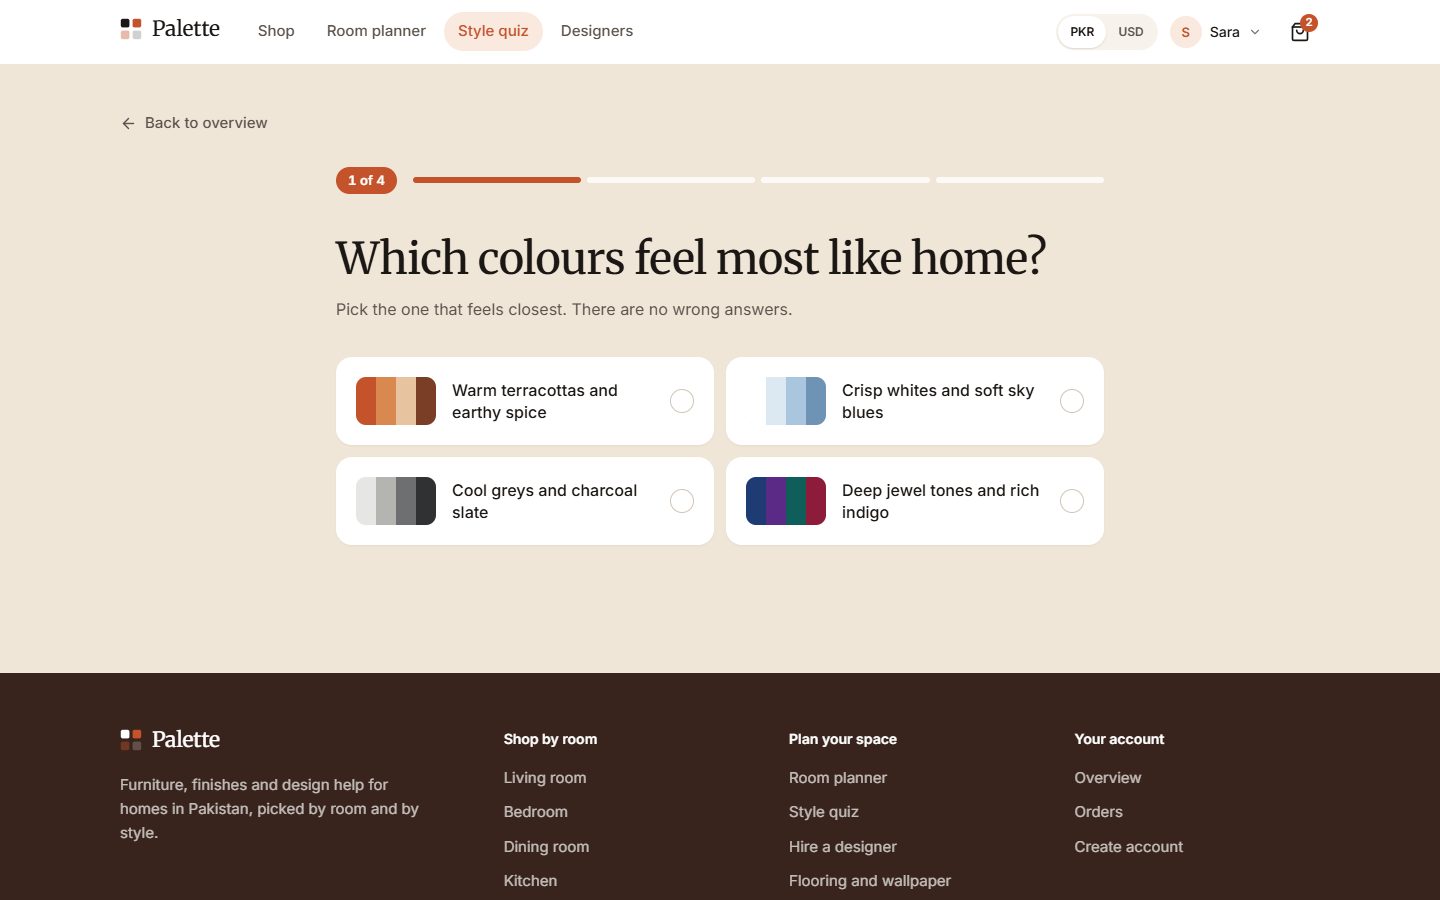 Palette
Shop
Room planner
Style quiz
Designers
PKR
USD
S
Sara
2
Back to overview
1 of 4
Which colours feel most like home?
Pick the one that feels closest. There are no wrong answers.
Warm terracottas and
earthy spice
Crisp whites and soft sky
blues
Cool greys and charcoal
slate
Deep jewel tones and rich
indigo
Palette
Furniture, finishes and design help for
homes in Pakistan, picked by room and by
style.
Shop by room
Living room
Bedroom
Dining room
Kitchen
Plan your space
Room planner
Style quiz
Hire a designer
Flooring and wallpaper
Your account
Overview
Orders
Create account